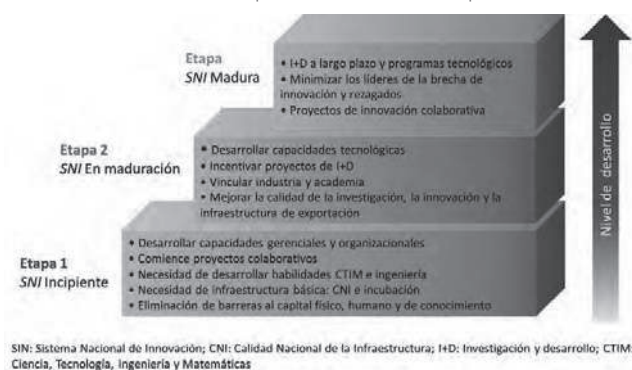 Etapa
SNI Madura
• I+D a largo plazo y programas tecnológicos
• Minimizar los líderes de la brecha de
innovación y rezagados
• Proyectos de innovación colaborativa
Etapa 2
SNI En maduración
• Desarrollar capacidades tecnológicas
• Incentivar proyectos de I+D
• Vincular industria y academia
• Mejorar la calidad de la investigación, la innovación y la
infraestructura de exportación
Etapa 1
SNI Incipiente
• Desarrollar capacidades gerenciales y organizacionales
• Comience proyectos colaborativos
• Necesidad de desarrollar habilidades CTIM e ingeniería
• Necesidad de infraestructura básica: CNI e incubación
• Eliminación de barreras al capital físico, humano y de conocimiento
Nivel de desarrollo
SIN: Sistema Nacional de Innovación; CNI: Calidad Nacional de la Infraestructura; I+D: Investigación y desarrollo; CTIM:
Ciencia, Tecnología, Ingeniería y Matemáticas